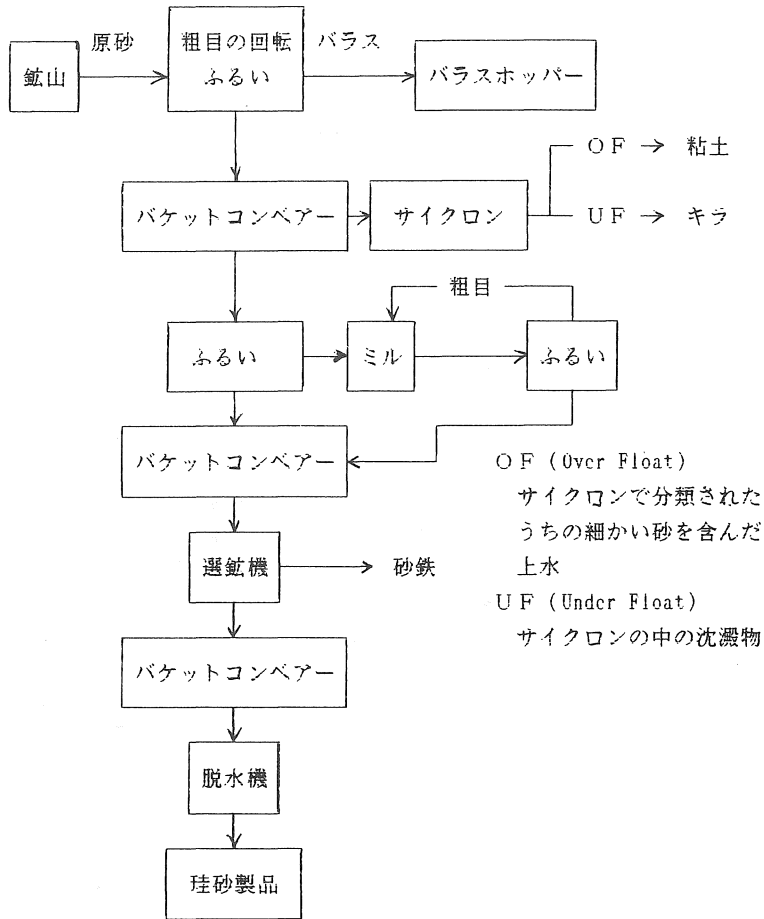 鉱山
原砂
粗目の回転
ふるい
バラス
バラスホッパー
バケットコンベアー
サイクロン
ＯＦ → 粘土
ＵＦ → キラ
ふるい
ミル
粗目
ふるい
バケットコンベアー
選鉱機
砂鉄
バケットコンベアー
脱水機
珪砂製品
ＯＦ (Over Float)
サイクロンで分類された
うちの細かい砂を含んだ
上水
ＵＦ (Under Float)
サイクロンの中の沈澱物